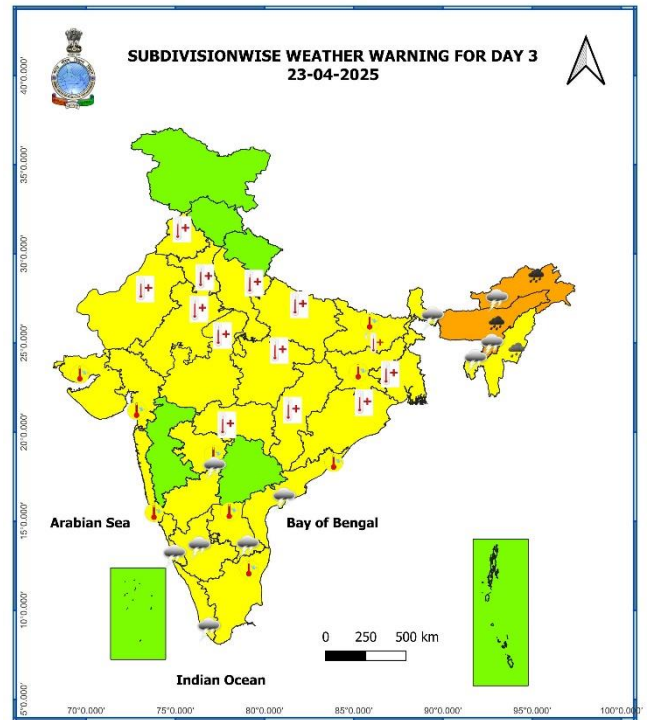 SUBDIVISIONWISE WEATHER WARNING FOR DAY 3
23-04-2025
40°0.000'
35°0.000'
30°0.000'
25°0.000'
20°0.000'
15°0.000'
10°0.000'
5°0.000'
Arabian Sea
Bay of Bengal
0 250 500 km
Indian Ocean
70°0.000' 75°0.000' 80°0.000' 85°0.000' 90°0.000' 95°0.000' 100°0.000'